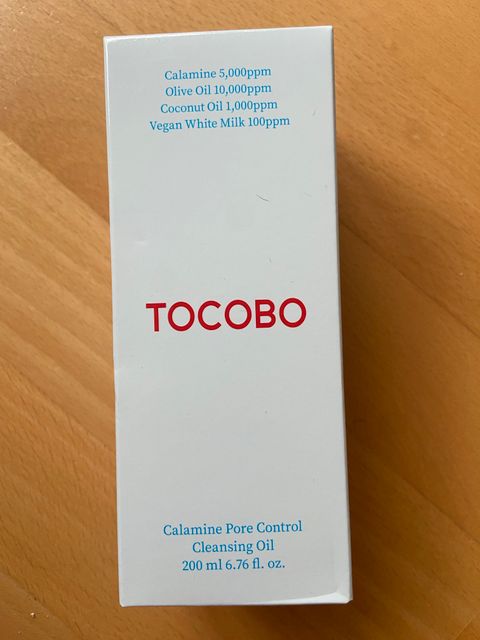 Calamine 5,000ppm
Olive Oil 10,000ppm
Coconut Oil 1,000ppm
Vegan White Milk 100ppm
TOCOBO
Calamine Pore Control
Cleansing Oil
200 ml 6.76 fl. oz.